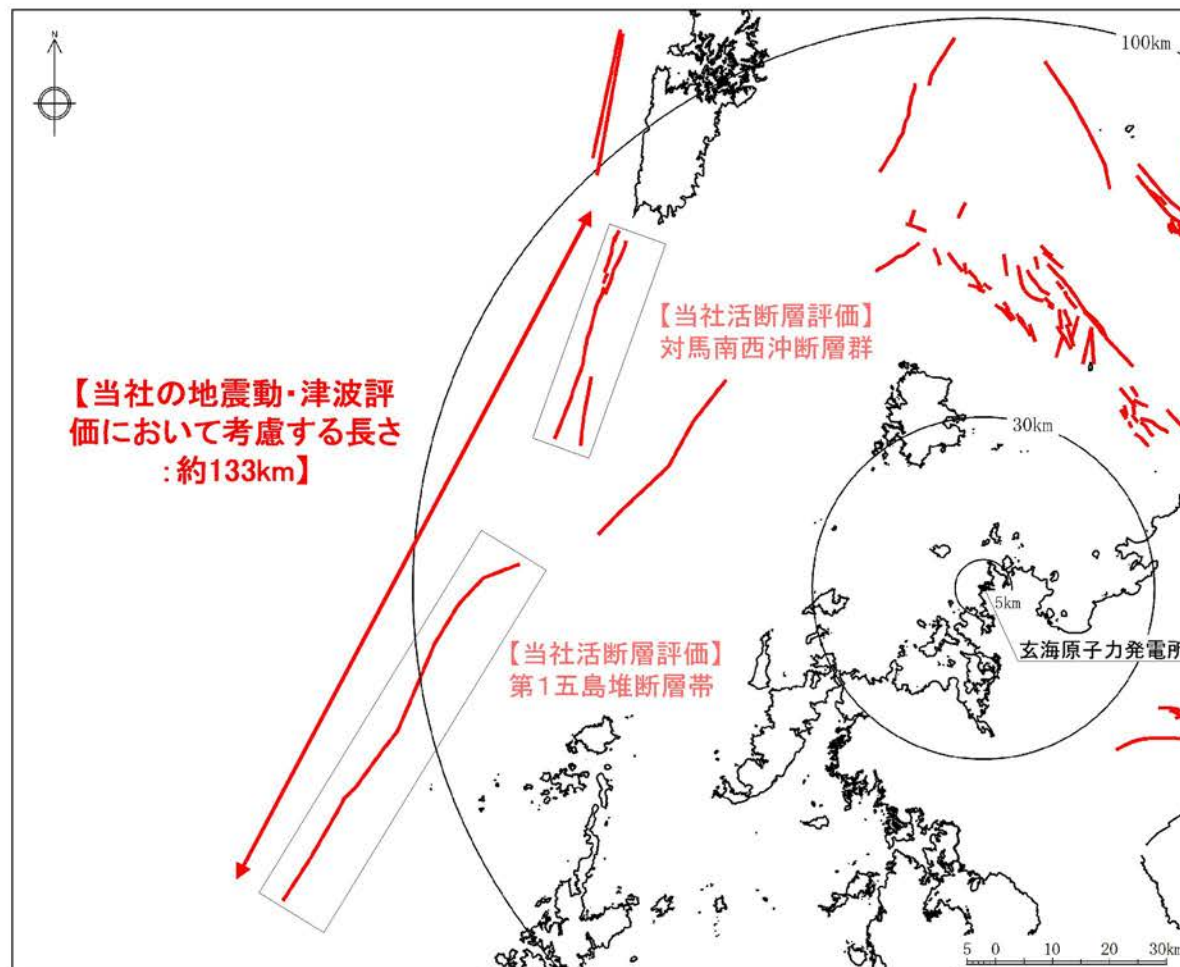 N
100km
【当社活断層評価】
対馬南西沖断層群
【当社の地震動・津波評
価において考慮する長さ
：約133km】
30km
5km
玄海原子力発電所
【当社活断層評価】
第1五島堆断層帯
5 0 10 20 30km